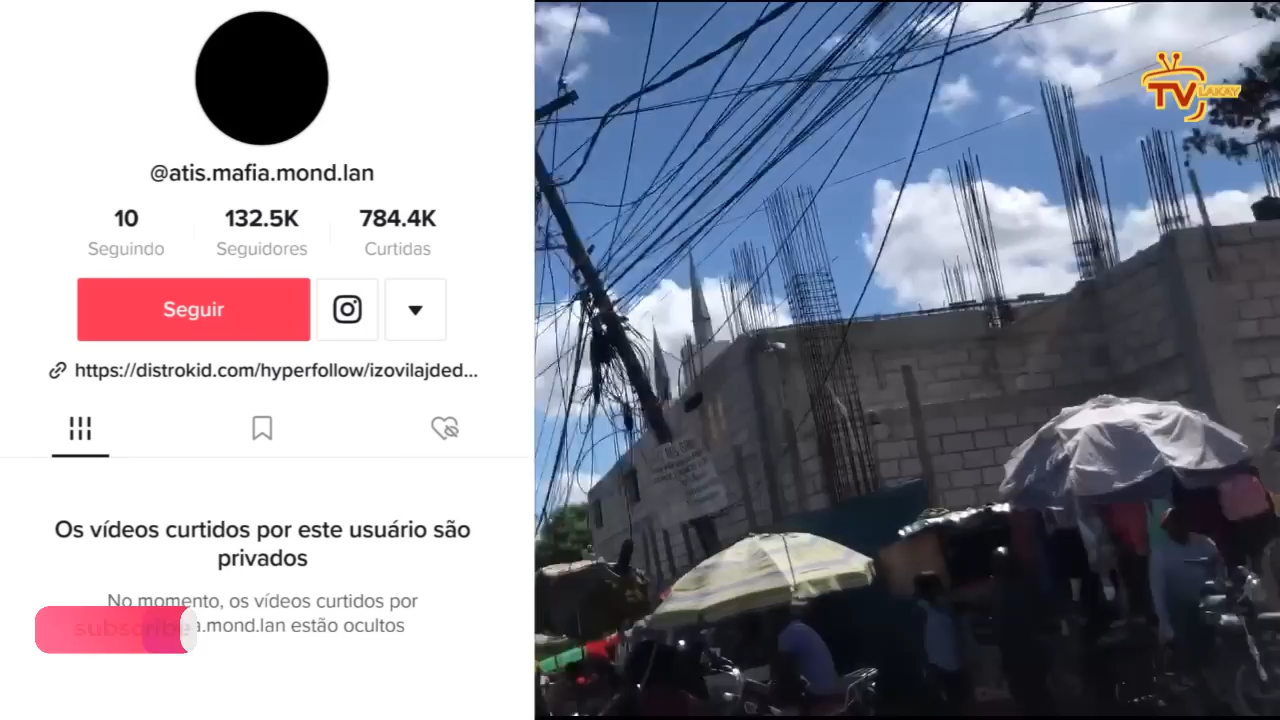 @atis.mafia.mond.lan
10
132.5K
784.4K
Seguindo
Seguidores
Curtidas
Seguir
https://distrokid.com/hyperfollow/izovilajded...
Os vídeos curtidos por este usuário são
privados
No momento, os vídeos curtidos por
a.mond.lan estão ocultos
subscribe
TV LAKAY